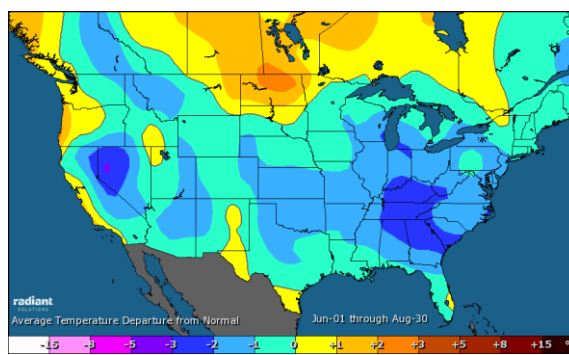 radiant
SOLUTIONS
Average Temperature Departure from Normal
Jun-01 through Aug-30
-15 -8 -5 -3 -2 -1 0 +1 +2 +3 +5 +8 +15 °